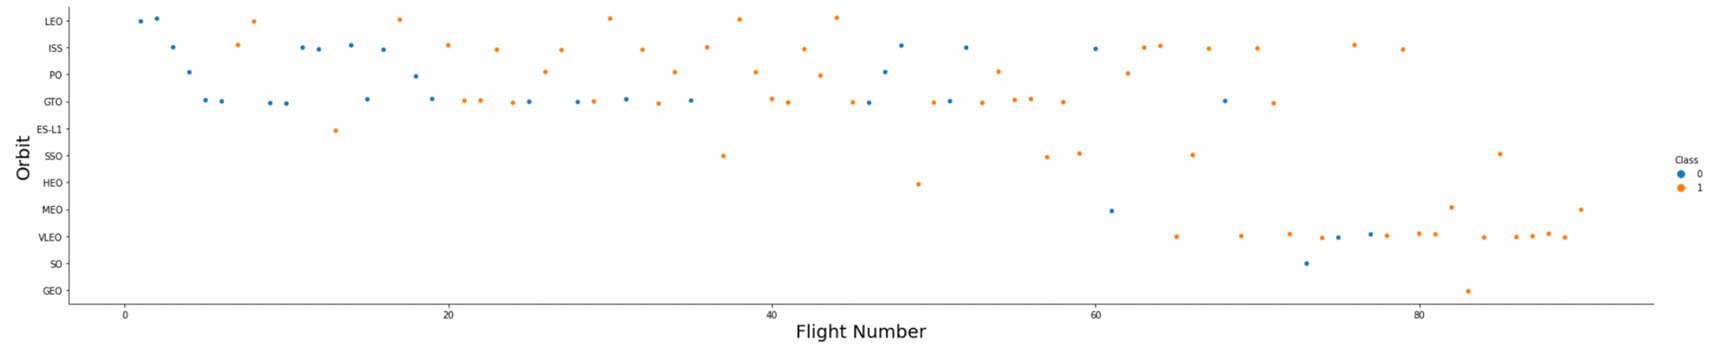 LEO
ISS
PO
GTO
ES-L1
SSO
HEO
MEO
VLEO
SO
GEO
Orbit
0 20 40 60 80
Flight Number
Class
0
1